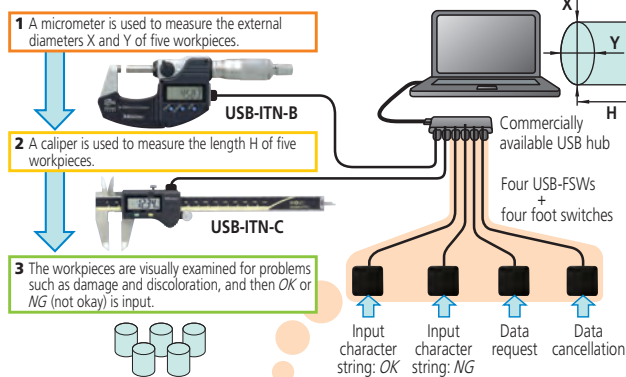 1 A micrometer is used to measure the external
diameters X and Y of five workpieces.
USB-ITN-B
2 A caliper is used to measure the length H of five
workpieces.
USB-ITN-C
3 The workpieces are visually examined for problems
such as damage and discoloration, and then OK or
NG (not okay) is input.
X
Y
H
Commercially
available USB hub
Four USB-FSWs
+
four foot switches
Input
character
string: OK
Input
character
string: NG
Data
request
Data
cancellation